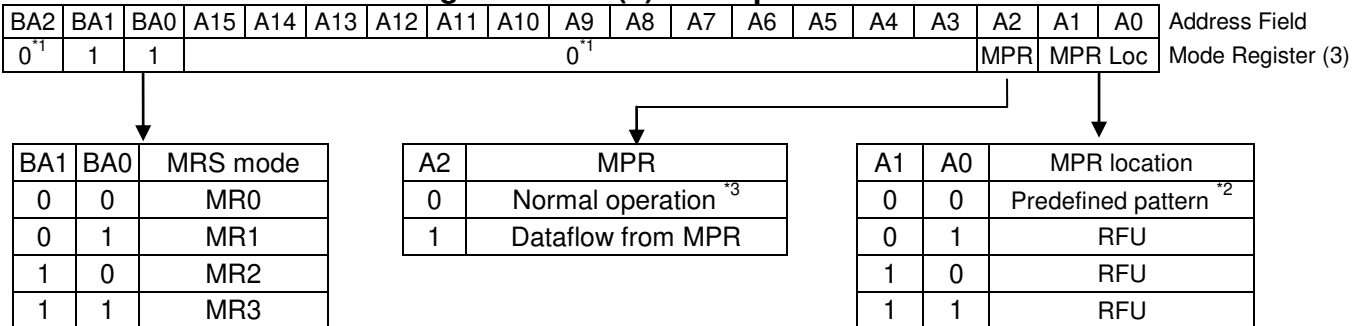 BA2 BA1 BA0 A15 A14 A13 A12 A11 A10 A9 A8 A7 A6 A5 A4 A3 A2 A1 A0 Address Field
0*1 1 1 0*1 MPR MPR Loc Mode Register (3)
BA1 BA0 MRS mode
0 0 MR0
0 1 MR1
1 0 MR2
1 1 MR3
A2 MPR
0 Normal operation *3
1 Dataflow from MPR
A1 A0 MPR location
0 0 Predefined pattern *2
0 1 RFU
1 0 RFU
1 1 RFU